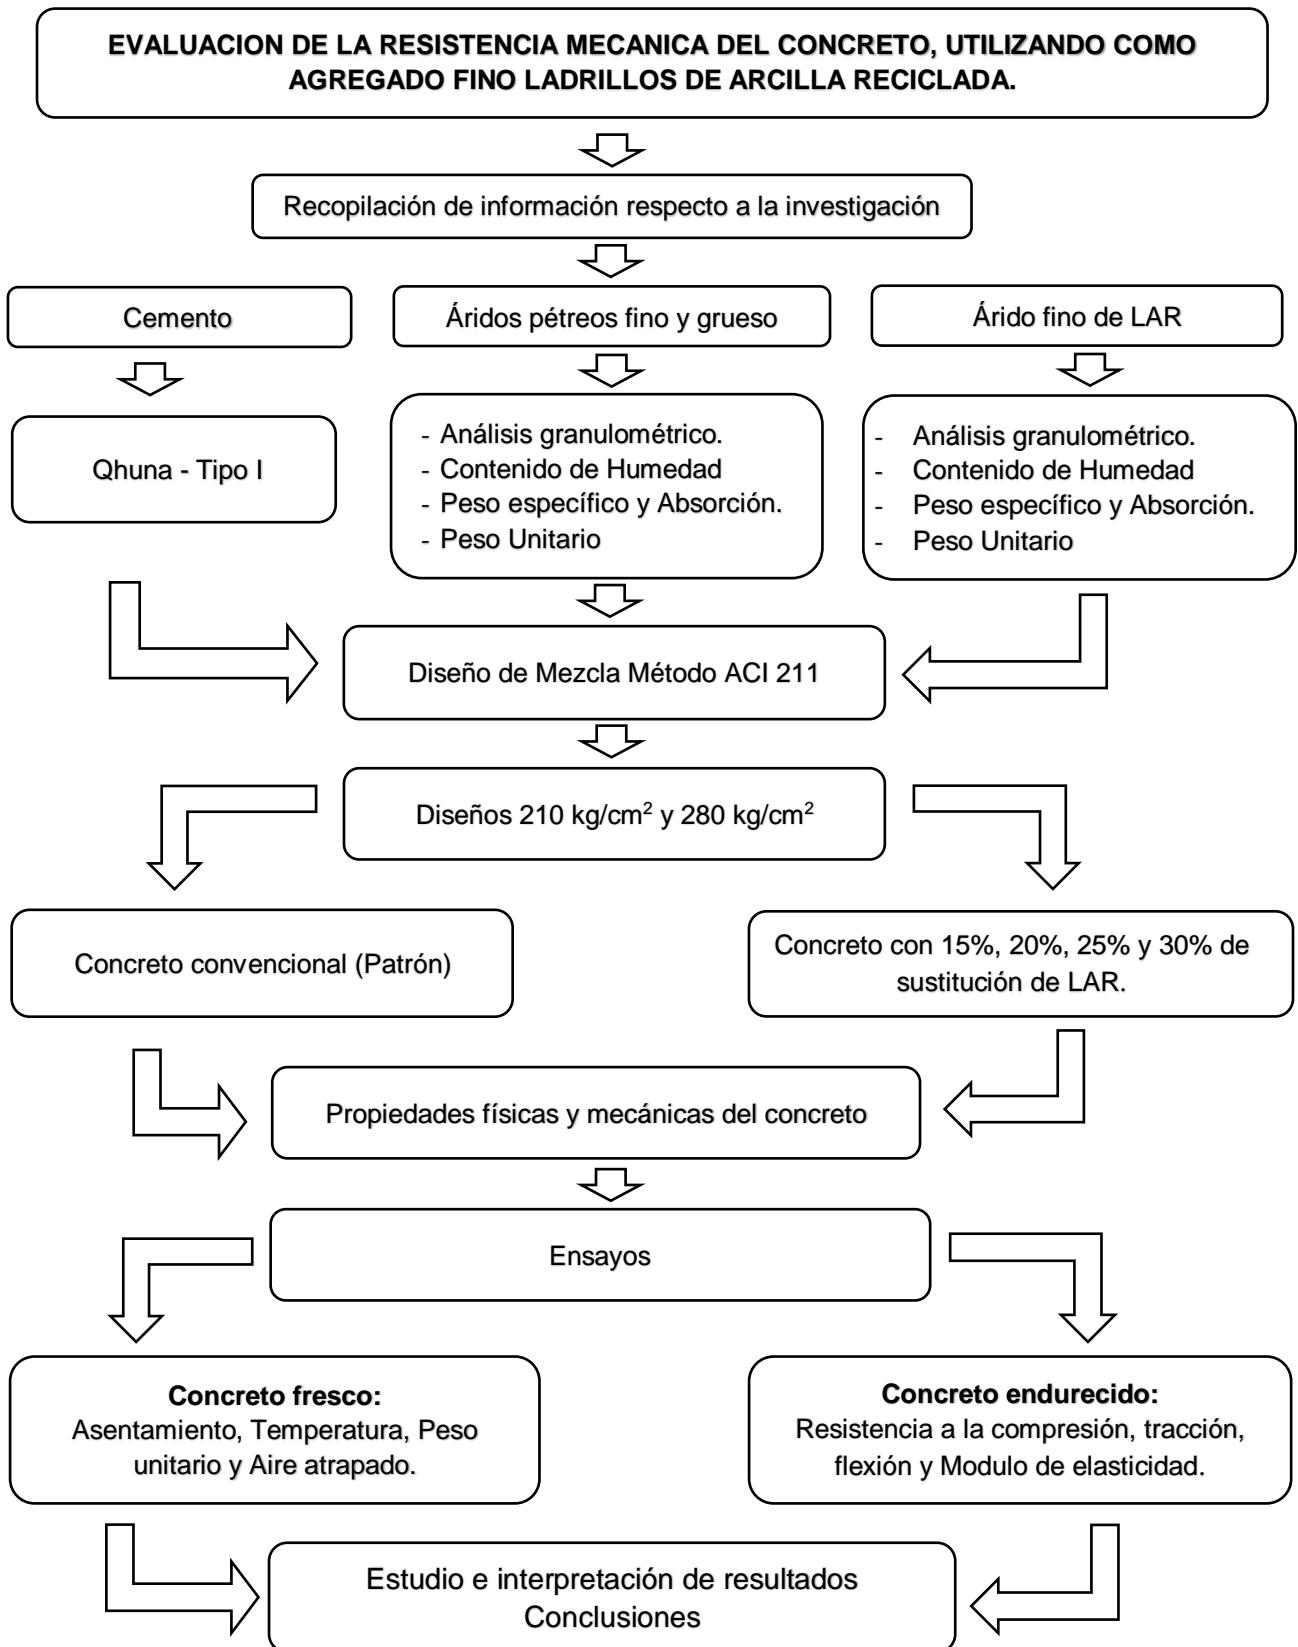 EVALUACION DE LA RESISTENCIA MECANICA DEL CONCRETO, UTILIZANDO COMO
AGREGADO FINO LADRILLOS DE ARCILLA RECICLADA.
Recopilación de información respecto a la investigación
Cemento
Áridos pétreos fino y grueso
Árido fino de LAR
Qhuna - Tipo I
- Análisis granulométrico.
- Contenido de Humedad
- Peso específico y Absorción.
- Peso Unitario
- Análisis granulométrico.
- Contenido de Humedad
- Peso específico y Absorción.
- Peso Unitario
Diseño de Mezcla Método ACI 211
Diseños 210 kg/cm² y 280 kg/cm²
Concreto convencional (Patrón)
Concreto con 15%, 20%, 25% y 30% de
sustitución de LAR.
Propiedades físicas y mecánicas del concreto
Ensayos
Concreto fresco:
Asentamiento, Temperatura, Peso
unitario y Aire atrapado.
Concreto endurecido:
Resistencia a la compresión, tracción,
flexión y Modulo de elasticidad.
Estudio e interpretación de resultados
Conclusiones